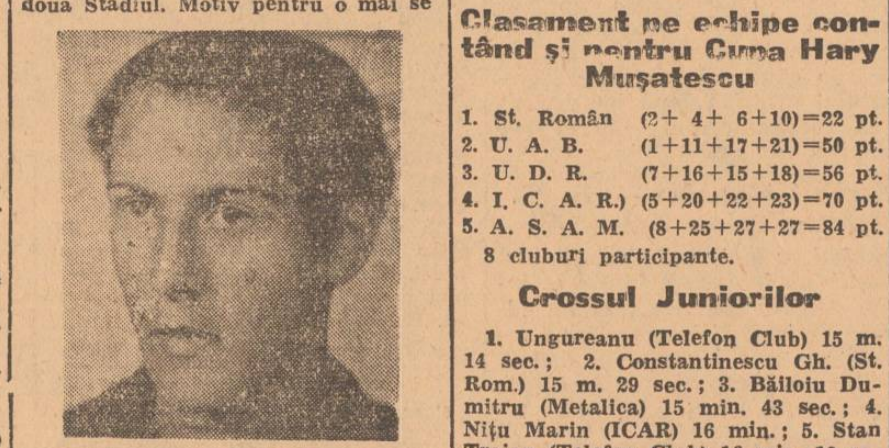 doua Stadiul. Motiv pentru o mai se
Clasament pe echipe con-
tând și pentru Cupa Hary
Mușatescu
1. St. Român (2+ 4+ 6+10)=22 pt.
2. U. A. B. (1+11+17+21)=50 pt.
3. U. D. R. (7+16+15+18)=56 pt.
4. I. C. A. R.) (5+20+22+23)=70 pt.
5. A. S. A. M. (8+25+27+27=84 pt.
8 cluburi participante.
Crossul Juniorilor
1. Ungureanu (Telefon Club) 15 m.
14 sec.; 2. Constantinescu Gh. (St.
Rom.) 15 m. 29 sec.; 3. Băiloiu Du-
mitru (Metalica) 15 min. 43 sec.; 4.
Nițu Marin (ICAR) 16 min.; 5. Stan